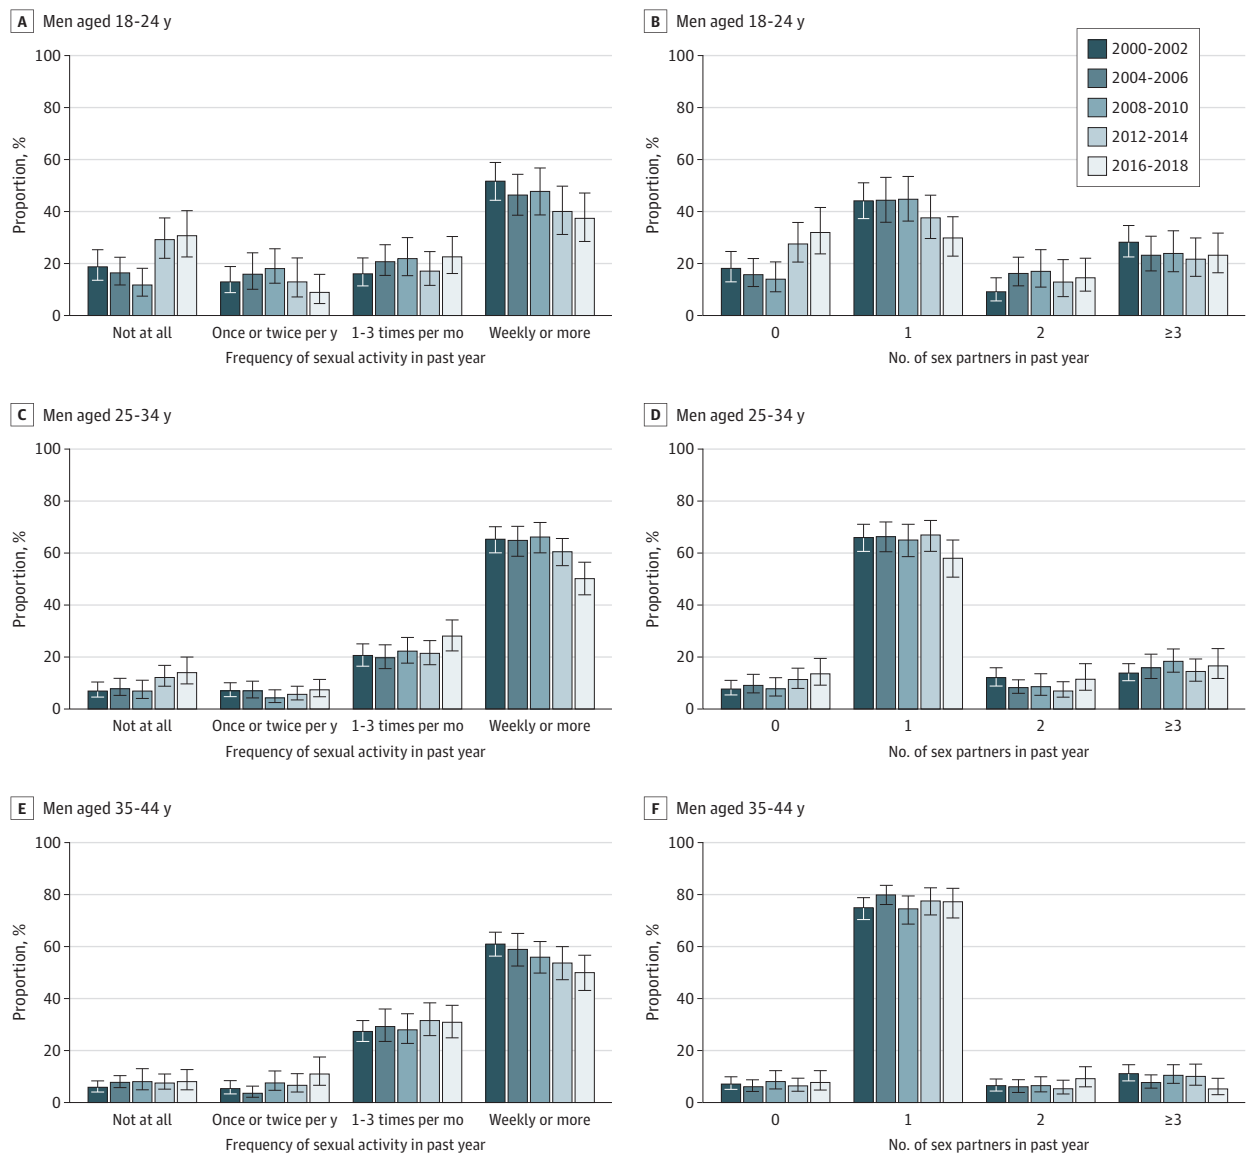 A Men aged 18-24 y
100
80
60
40
20
0
Proportion, %
Not at all
Once or twice per y
1-3 times per mo
Weekly or more
Frequency of sexual activity in past year
B Men aged 18-24 y
2000-2002
2004-2006
2008-2010
2012-2014
2016-2018
100
80
60
40
20
0
Proportion, %
0
1
2
≥3
No. of sex partners in past year
C Men aged 25-34 y
100
80
60
40
20
0
Proportion, %
Not at all
Once or twice per y
1-3 times per mo
Weekly or more
Frequency of sexual activity in past year
D Men aged 25-34 y
100
80
60
40
20
0
Proportion, %
0
1
2
≥3
No. of sex partners in past year
E Men aged 35-44 y
100
80
60
40
20
0
Proportion, %
Not at all
Once or twice per y
1-3 times per mo
Weekly or more
Frequency of sexual activity in past year
F Men aged 35-44 y
100
80
60
40
20
0
Proportion, %
0
1
2
≥3
No. of sex partners in past year